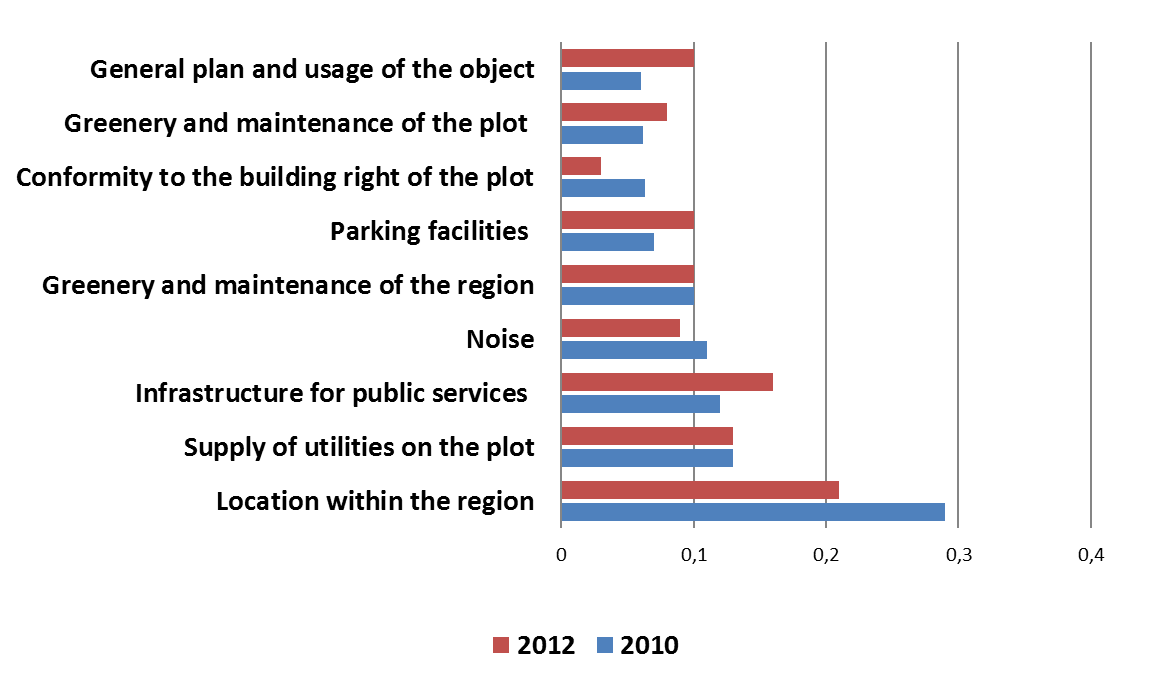 General plan and usage of the object
Greenery and maintenance of the plot
Conformity to the building right of the plot
Parking facilities
Greenery and maintenance of the region
Noise
Infrastructure for public services
Supply of utilities on the plot
Location within the region
0 0,1 0,2 0,3 0,4
2012 2010